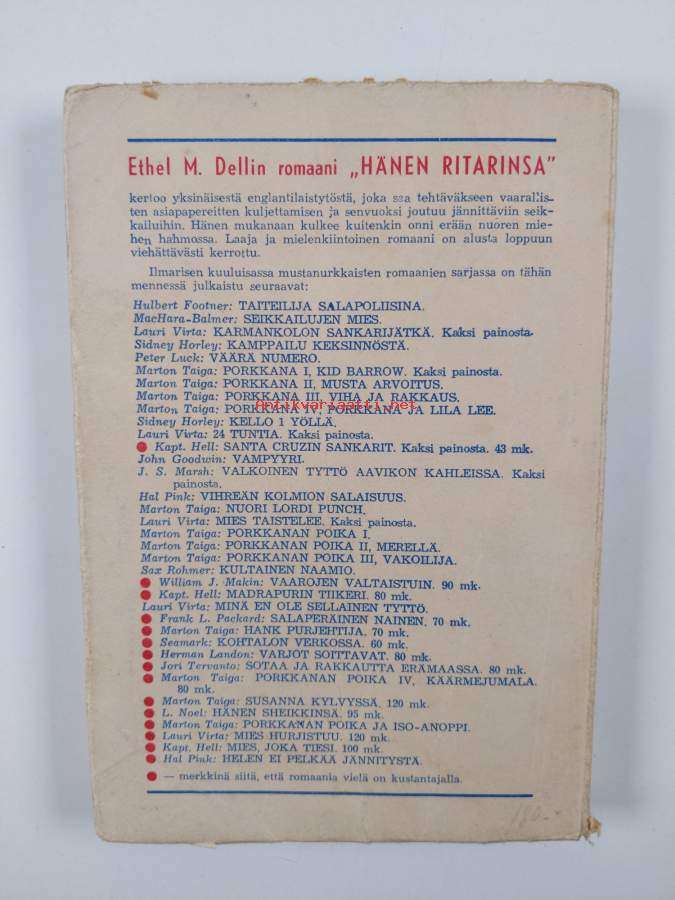 Ethel M. Dellin romaani „HÄNEN RITARINSA”
kertoo yksinäisestä englantilaistytöstä, joka saa tehtäväkseen vaarallis-
ten asiapapereitten kuljettamisen ja senvuoksi joutuu jännittäviin seik-
kailuihin. Hänen mukanaan kulkee kuitenkin onni erään nuoren mie-
hen hahmossa. Laaja ja mielenkiintoinen romaani on alusta loppuun
viehättävästi kerrottu.
Ilmarisen kuuluisassa mustanurkkaisten romaanien sarjassa on tähän
mennessä julkaistu seuraavat:
Hulbert Footner: TAITEILIJA SALAPOLIISINA.
MacHara-Balmer: SEIKKAILUJEN MIES.
Lauri Virta: KARMANKOLON SANKARIJÄTKÄ. Kaksi painosta.
Sidney Horley: KAMPPAILU KEKSINNÖSTÄ.
Peter Luck: VÄÄRÄ NUMERO.
Marton Taiga: PORKKANA I, KID BARROW. Kaksi painosta.
Marton Taiga: PORKKANA II, MUSTA ARVOITUS.
Marton Taiga: PORKKANA III, VIHA JA RAKKAUS.
Marton Taiga: PORKKANA IV, PORKKANA JA LILA LEE.
antikvariaatti.net
Sidney Horley: KELLO 1 YÖLLÄ.
Lauri Virta: 24 TUNTIA. Kaksi painosta.
● Kapt. Hell: SANTA CRUZIN SANKARIT. Kaksi painosta. 43 mk.
John Goodwin: VAMPYYRI.
J. S. Marsh: VALKOINEN TYTTÖ AAVIKON KAHLEISSA. Kaksi
painosta.
Hal Pink: VIHREÄN KOLMION SALAISUUS.
Marton Taiga: NUORI LORDI PUNCH.
Lauri Virta: MIES TAISTELEE. Kaksi painosta.
Marton Taiga: PORKKANAN POIKA I.
Marton Taiga: PORKKANAN POIKA II, MERELLÄ.
Marton Taiga: PORKKANAN POIKA III, VAKOILIJA.
Sax Rohmer: KULTAINEN NAAMIO.
● William J. Makin: VAAROJEN VALTAISTUIN. 90 mk.
● Kapt. Hell: MADRAPURIN TIIKERI. 80 mk.
Lauri Virta: MINÄ EN OLE SELLAINEN TYTTÖ.
● Frank L. Packard: SALAPERÄINEN NAINEN. 70 mk.
● Marton Taiga: HANK PURJEHTIJA. 70 mk.
● Seamark: KOHTALON VERKOSSA. 60 mk.
● Herman Landon: VARJOT SOITTAVAT. 80 mk.
● Jori Tervanto: SOTAA JA RAKKAUTTA ERÄMAASSA. 80 mk.
● Marton Taiga: PORKKANAN POIKA IV, KÄÄRMEJUMALA.
80 mk.
● Marton Taiga: SUSANNA KYLVYSSÄ. 120 mk.
● L. Noel: HÄNEN SHEIKKINSÄ. 95 mk.
● Marton Taiga: PORKKANAN POIKA JA ISO-ANOPPI.
● Lauri Virta: MIES HURJISTUU. 120 mk.
● Kapt. Hell: MIES, JOKA TIESI. 100 mk.
● Hal Pink: HELEN EI PELKÄÄ JÄNNITYSTÄ.
● — merkkinä siitä, että romaania vielä on kustantajalla.
180.-